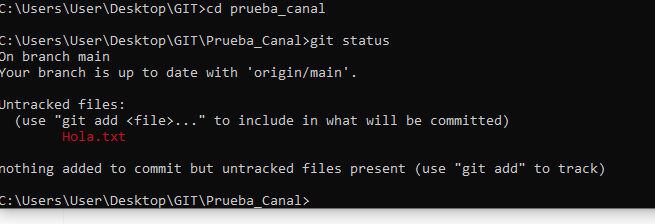 C:\Users\User\Desktop\GIT>cd prueba_canal
C:\Users\User\Desktop\GIT\Prueba_Canal>git status
On branch main
Your branch is up to date with 'origin/main'.
Untracked files:
(use "git add <file>..." to include in what will be committed)
Hola.txt
nothing added to commit but untracked files present (use "git add" to track)
C:\Users\User\Desktop\GIT\Prueba_Canal>